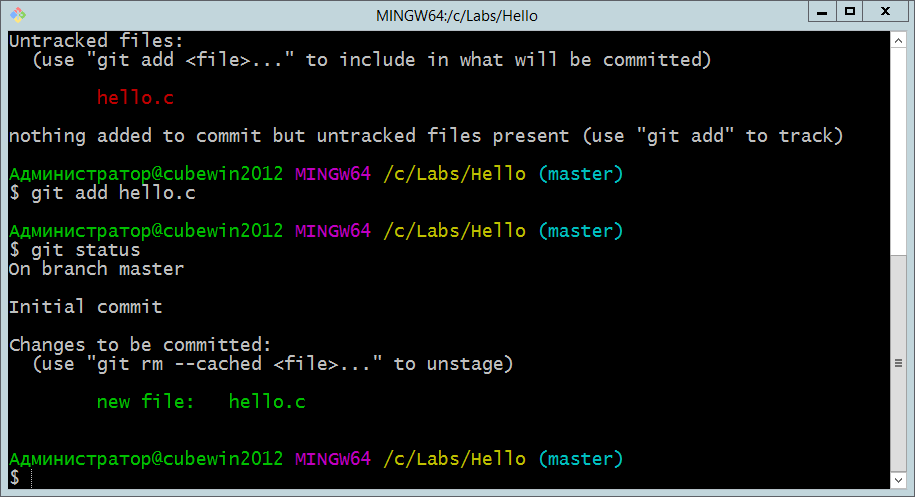 MINGW64:/c/Labs/Hello
Untracked files:
  (use "git add <file>..." to include in what will be committed)
        hello.c
nothing added to commit but untracked files present (use "git add" to track)
Администратор@cubewin2012 MINGW64 /c/Labs/Hello (master)
$ git add hello.c
Администратор@cubewin2012 MINGW64 /c/Labs/Hello (master)
$ git status
On branch master
Initial commit
Changes to be committed:
  (use "git rm --cached <file>..." to unstage)
        new file:   hello.c
Администратор@cubewin2012 MINGW64 /c/Labs/Hello (master)
$